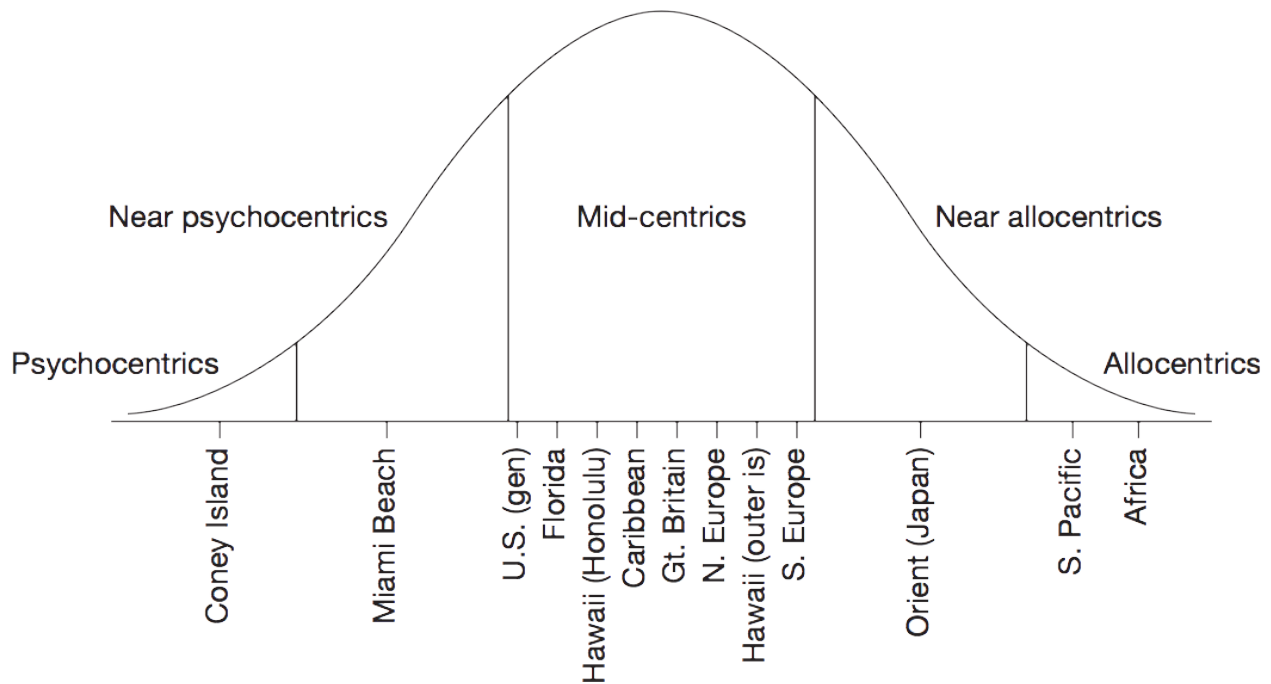 Near psychocentrics
Mid-centrics
Near allocentrics
Psychocentrics
Allocentrics
Coney Island
Miami Beach
U.S. (gen)
Florida
Hawaii (Honolulu)
Caribbean
Gt. Britain
N. Europe
Hawaii (outer is)
S. Europe
Orient (Japan)
S. Pacific
Africa